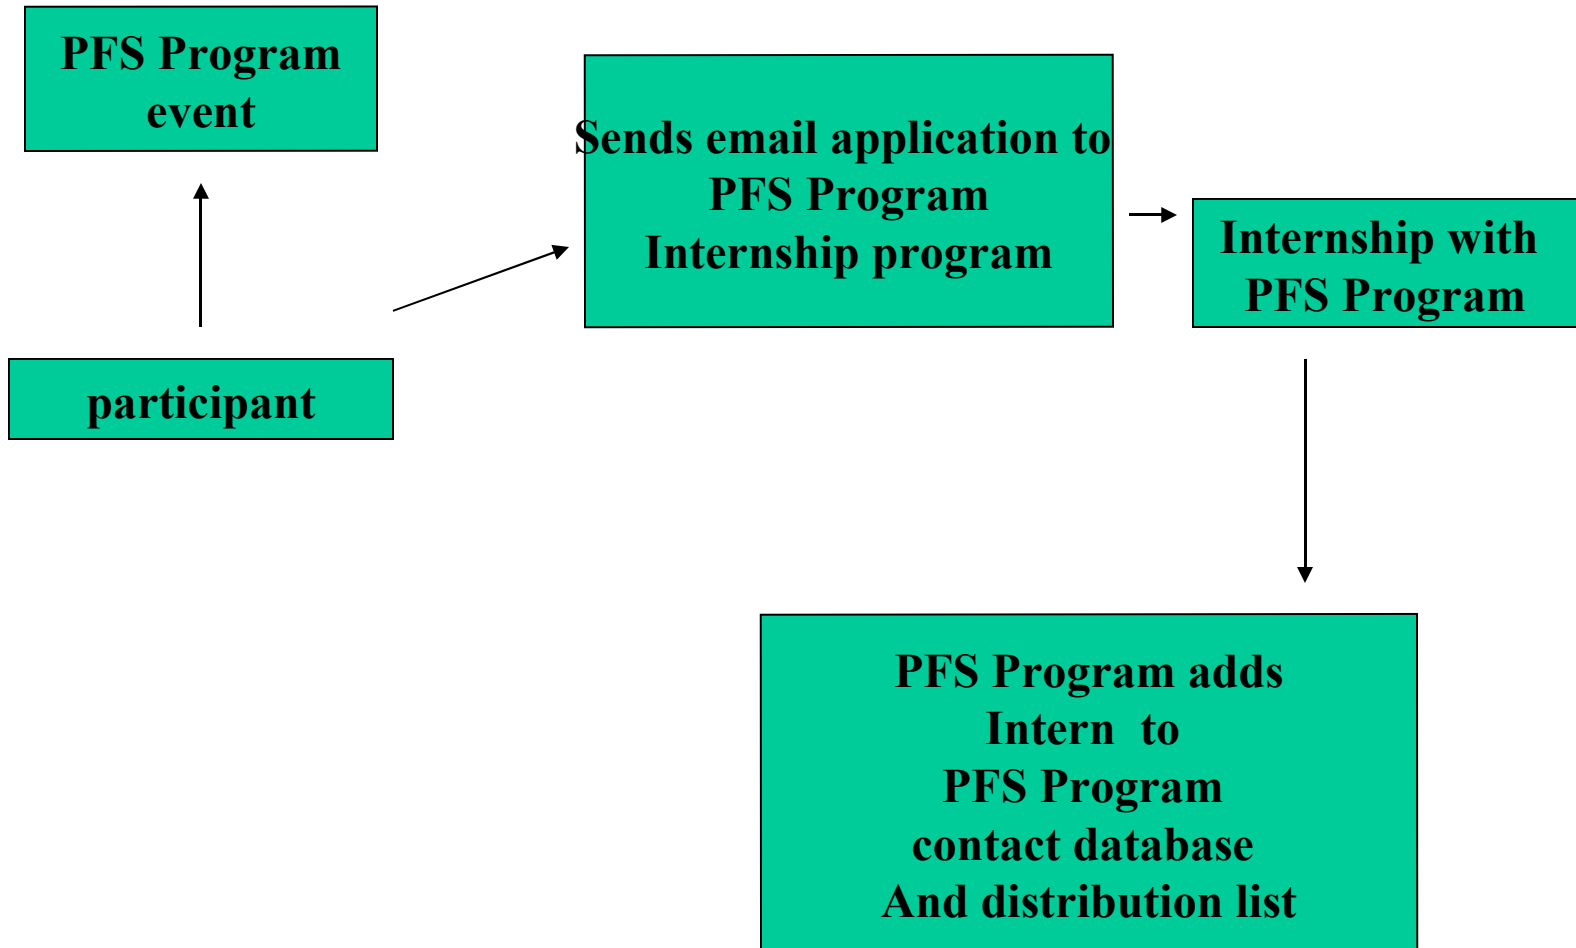 PFS Program
event
Sends email application to
PFS Program
Internship program
Internship with
PFS Program
participant
PFS Program adds
Intern  to
PFS Program
contact database
And distribution list